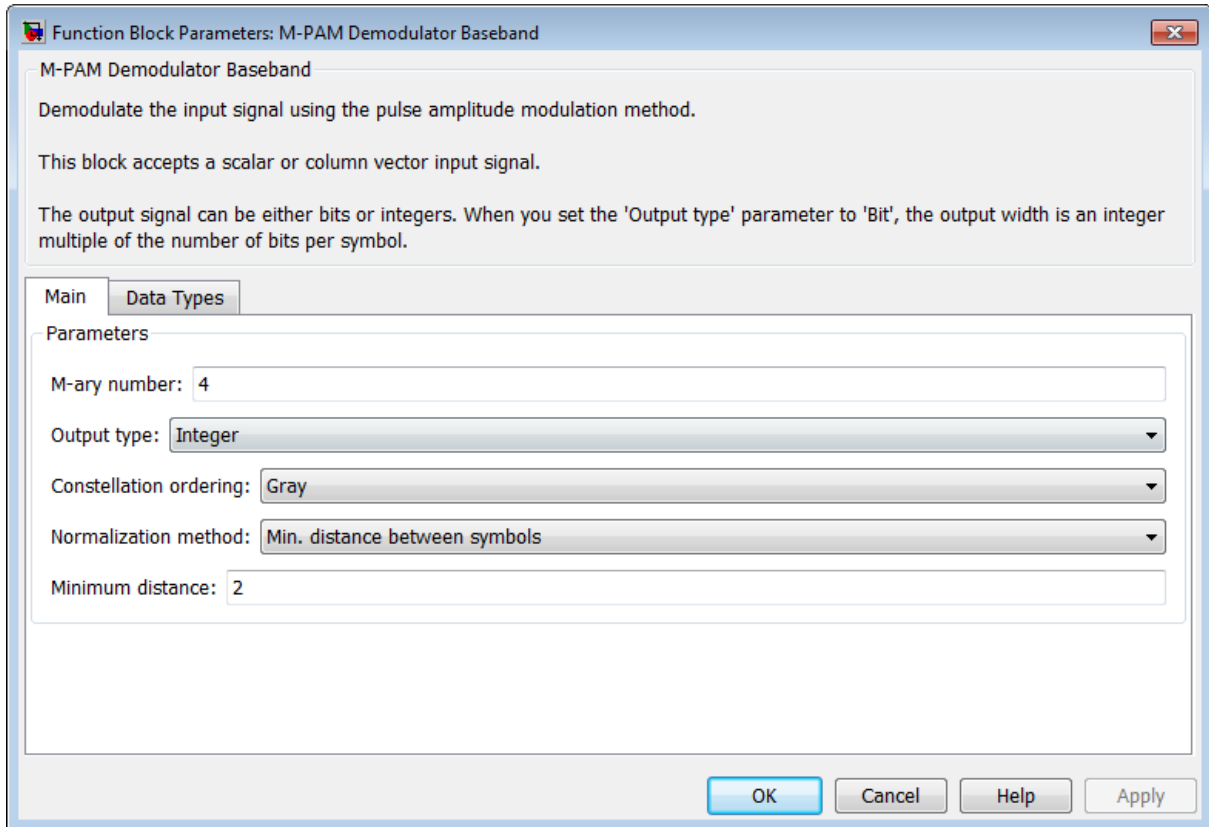 Function Block Parameters: M-PAM Demodulator Baseband
M-PAM Demodulator Baseband
Demodulate the input signal using the pulse amplitude modulation method.
This block accepts a scalar or column vector input signal.
The output signal can be either bits or integers. When you set the 'Output type' parameter to 'Bit', the output width is an integer
multiple of the number of bits per symbol.
Main Data Types
Parameters
M-ary number: 4
Output type: Integer
Constellation ordering: Gray
Normalization method: Min. distance between symbols
Minimum distance: 2
OK Cancel Help Apply